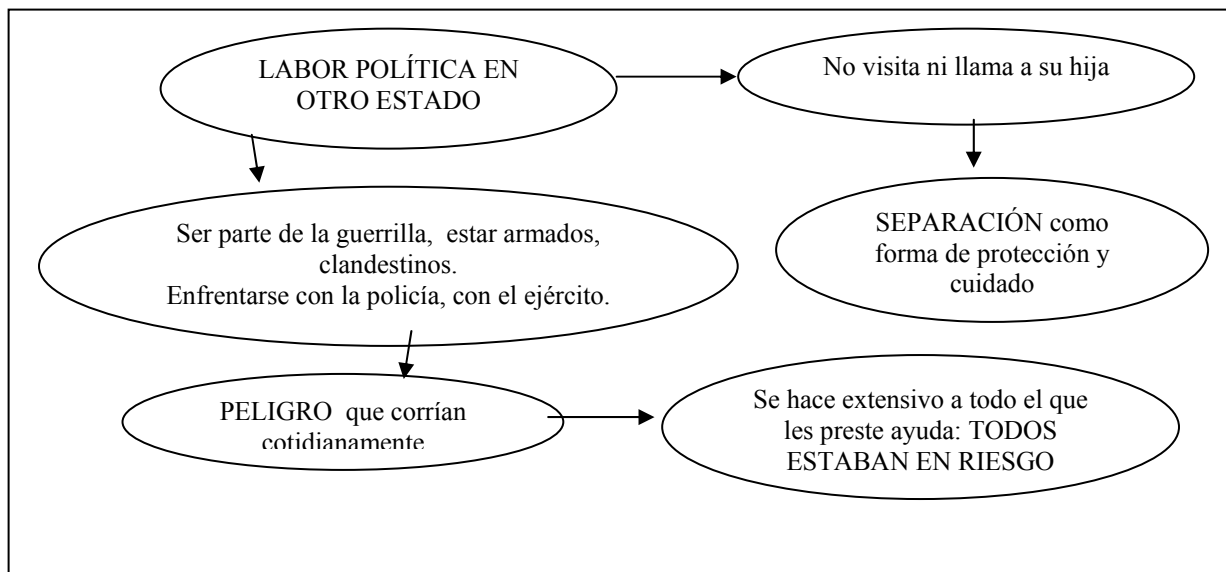 LABOR POLÍTICA EN
OTRO ESTADO
No visita ni llama a su hija
Ser parte de la guerrilla, estar armados,
clandestinos.
Enfrentarse con la policía, con el ejército.
SEPARACIÓN como
forma de protección y
cuidado
PELIGRO que corrían
cotidianamente
Se hace extensivo a todo el que
les preste ayuda: TODOS
ESTABAN EN RIESGO